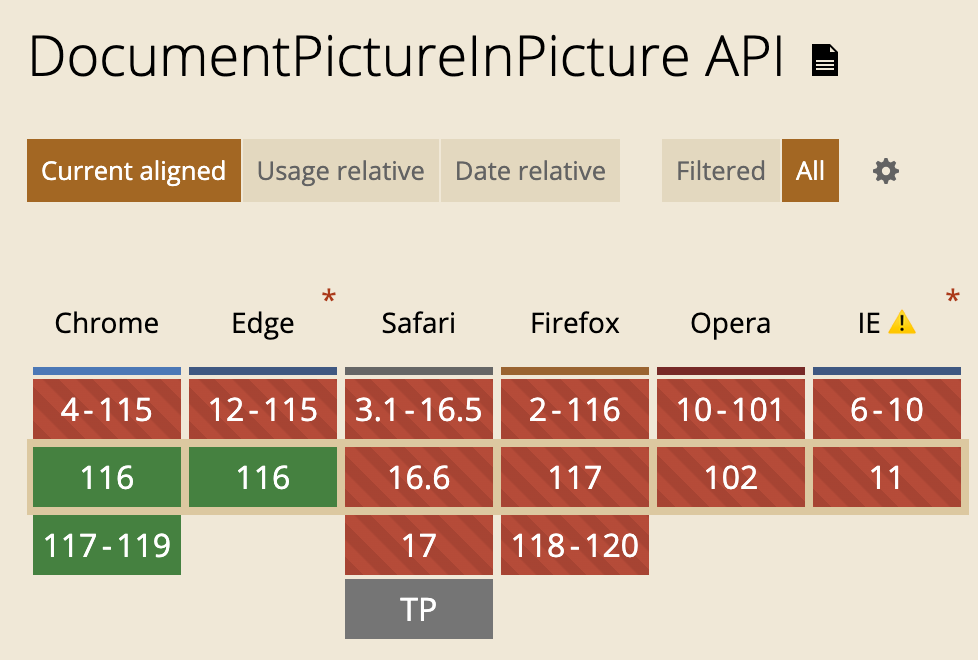 DocumentPictureInPicture API
Current aligned Usage relative Date relative Filtered All
* *
Chrome Edge Safari Firefox Opera IE
4-115 12-115 3.1-16.5 2-116 10-101 6-10
116 116 16.6 117 102 11
117-119 17 118-120
TP